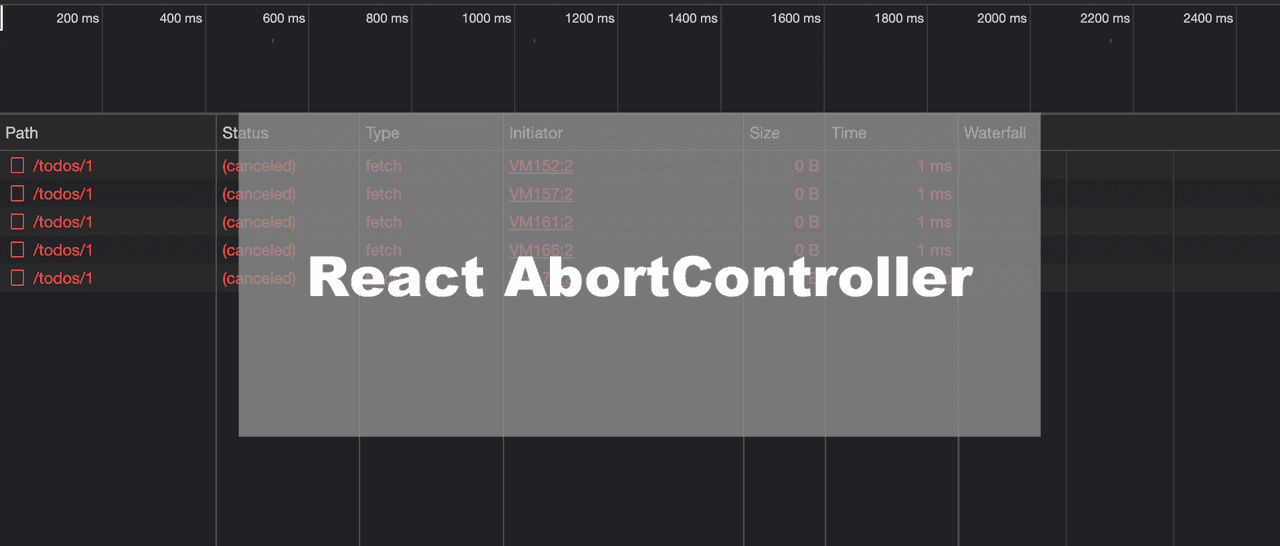 200 ms 400 ms 600 ms 800 ms 1000 ms 1200 ms 1400 ms 1600 ms 1800 ms 2000 ms 2200 ms 2400 ms
Path Status Type Initiator Size Time Waterfall
/todos/1 (canceled) fetch VM152:2 0 B 1 ms
/todos/1 (canceled) fetch VM157:2 0 B 1 ms
/todos/1 (canceled) fetch VM161:2 0 B 1 ms
/todos/1 (canceled) fetch VM166:2 0 B 1 ms
/todos/1 (canceled) fetch
React AbortController